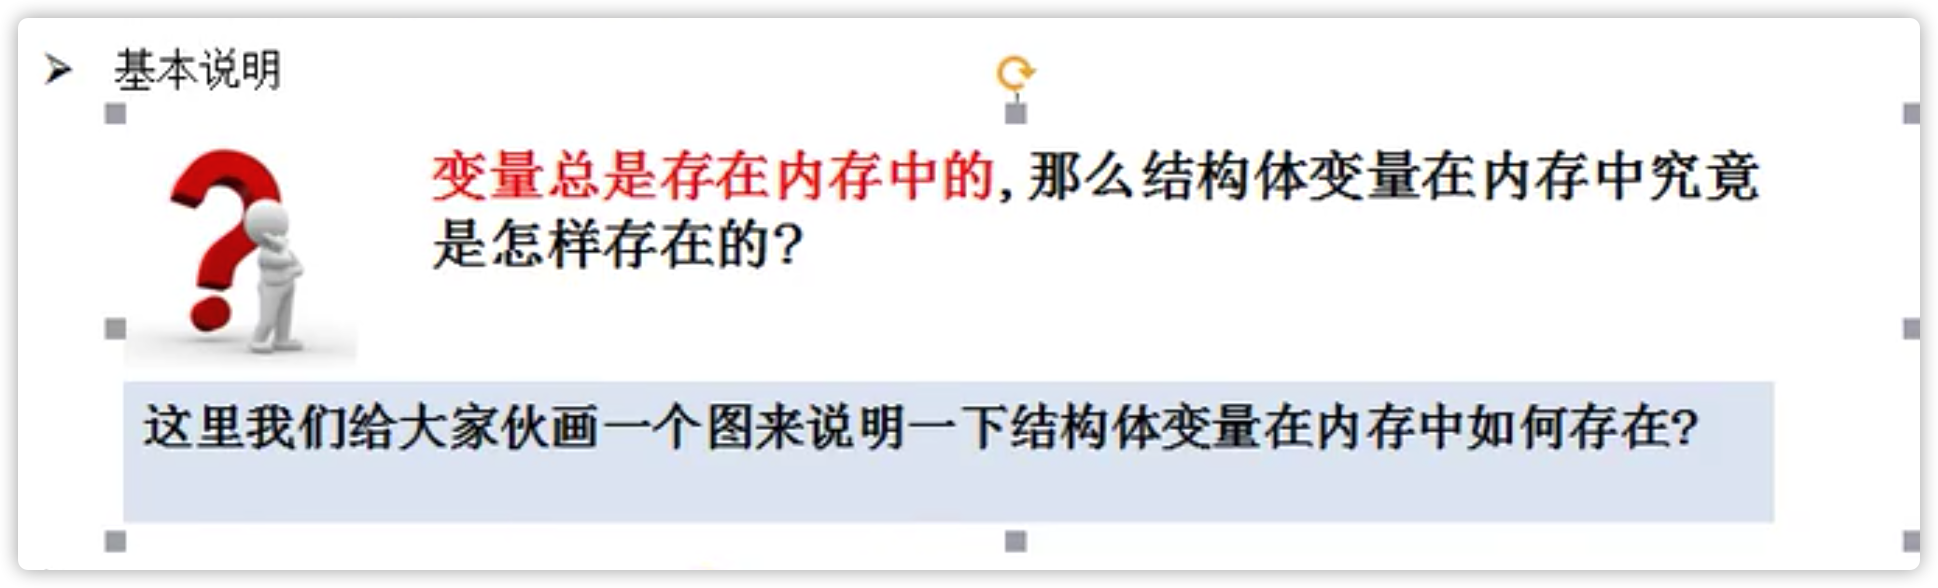 ➢ 基本说明
变量总是存在内存中的,那么结构体变量在内存中究竟
是怎样存在的?
这里我们给大家伙画一个图来说明一下结构体变量在内存中如何存在?